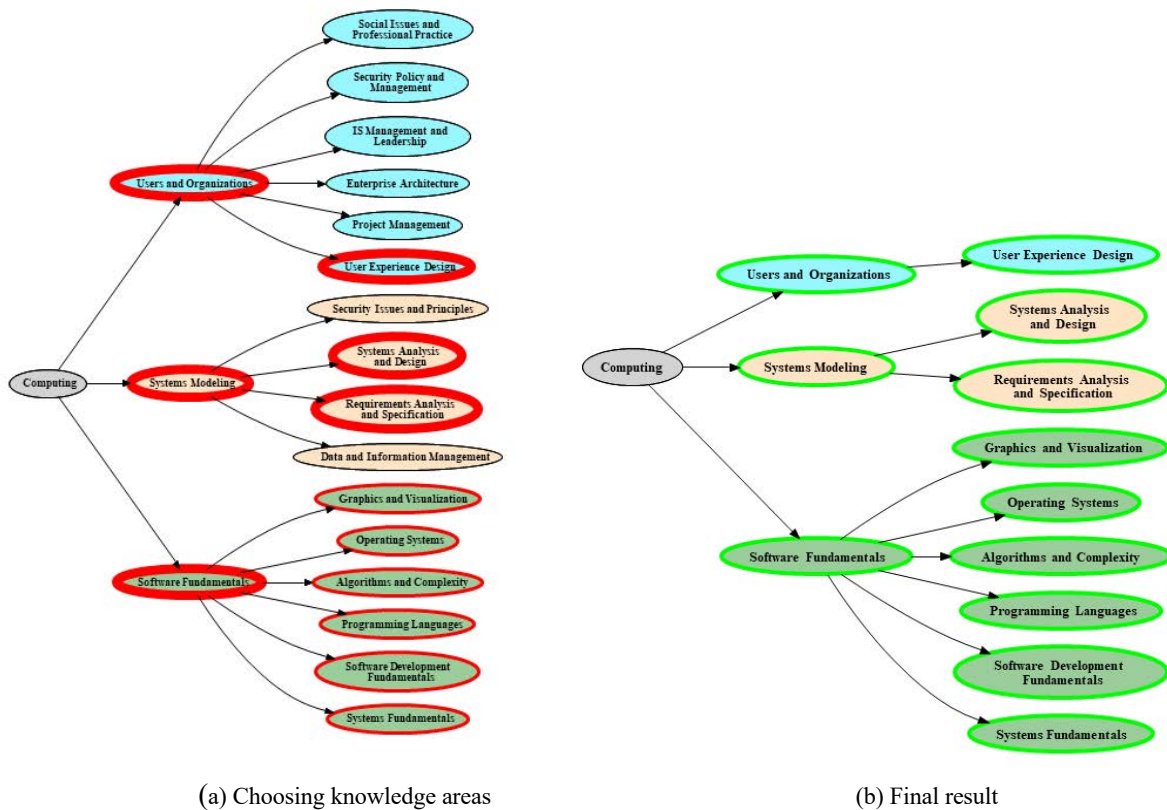 Social Issues and
Professional Practice
Security Policy and
Management
IS Management and
Leadership
Users and Organizations
Enterprise Architecture
Project Management
User Experience Design
Security Issues and Principles
Systems Analysis
and Design
Computing
Systems Modeling
Requirements Analysis
and Specification
Data and Information Management
Graphics and Visualization
Operating Systems
Software Fundamentals
Algorithms and Complexity
Programming Languages
Software Development
Fundamentals
Systems Fundamentals
(a) Choosing knowledge areas
User Experience Design
Users and Organizations
Systems Analysis
and Design
Computing
Systems Modeling
Requirements Analysis
and Specification
Graphics and Visualization
Operating Systems
Software Fundamentals
Algorithms and Complexity
Programming Languages
Software Development
Fundamentals
Systems Fundamentals
(b) Final result